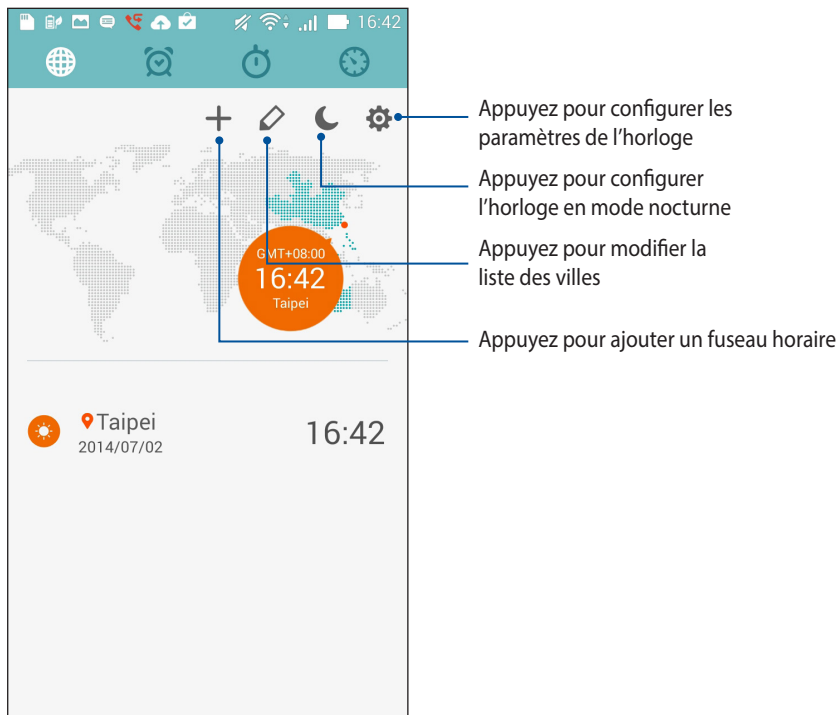 16:42
Appuyez pour configurer les
paramètres de l’horloge
Appuyez pour configurer
l’horloge en mode nocturne
Appuyez pour modifier la
liste des villes
Appuyez pour ajouter un fuseau horaire
GMT+08:00
16:42
Taipei
Taipei
2014/07/02
16:42